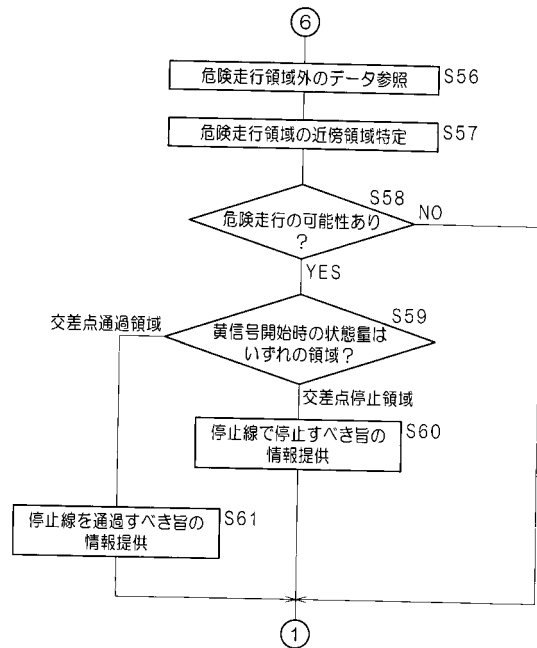 6
危険走行領域外のデータ参照
S56
危険走行領域の近傍領域特定
S57
S58
危険走行の可能性あり
?
NO
YES
S59
交差点通過領域
黄信号開始時の状態量は
いずれの領域?
交差点停止領域
停止線で停止すべき旨の
情報提供
S60
停止線を通過すべき旨の
情報提供
S61
1